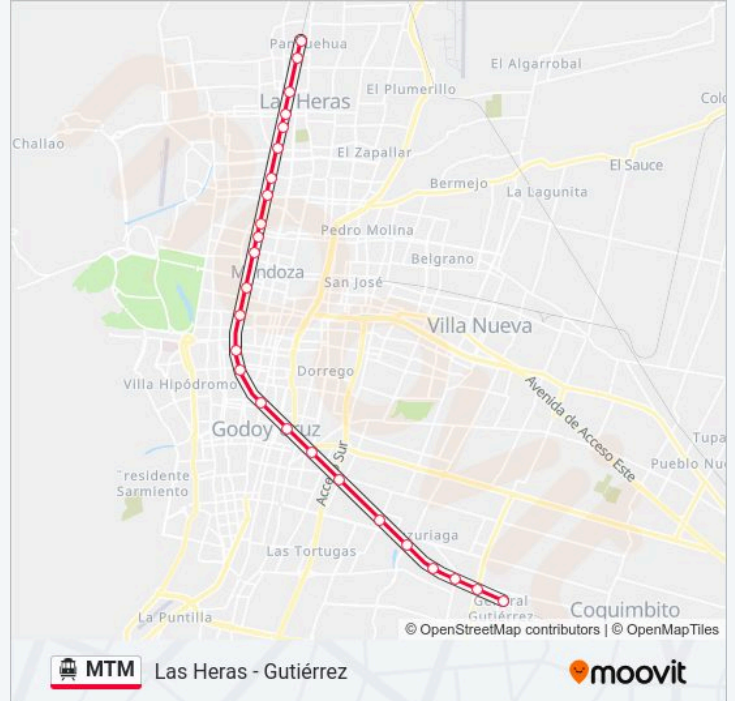 Panquehua
El Algarrobal
El Plumerillo
Las Heras
Challao
El Zapallar
El Sauce
Bermejo
La Lagunita
Pedro Molina
Belgrano
Mendoza
San José
Villa Nueva
Dorrego
Villa Hipódromo
Avenida de Acceso Este
Godoy Cruz
Tupa
Acceso Sur
Pueblo Nu
residente
Sarmiento
zuriaga
Las Tortugas
General
Gutiérrez
Coquimbito
La Puntilla
© OpenStreetMap contributors | © OpenMapTiles
MTM Las Heras - Gutiérrez
moovit